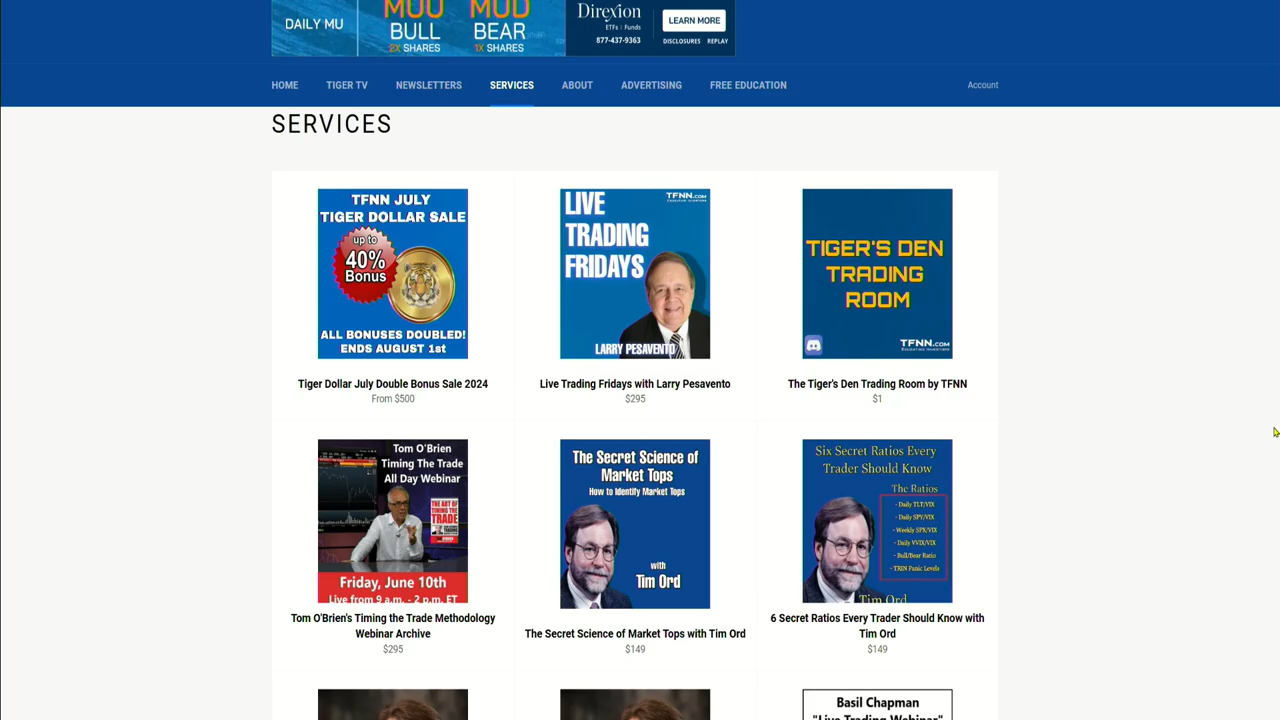 DAILY MU
MUU
BULL
2X SHARES
MUD
BEAR
1X SHARES
Direxion
ETFs | Funds
877-437-9363
LEARN MORE
DISCLOSURES REPLAY
HOME TIGER TV NEWSLETTERS SERVICES ABOUT ADVERTISING FREE EDUCATION Account
SERVICES
TFNN JULY
TIGER DOLLAR SALE
up to
40%
Bonus
ALL BONUSES DOUBLED!
ENDS AUGUST 1st
Tiger Dollar July Double Bonus Sale 2024
From $500
LIVE
TRADING
FRIDAYS
TFNN.COM
EDUCATING INVESTORS
LARRY PESAVENTO
Live Trading Fridays with Larry Pesavento
$295
TIGER'S DEN
TRADING
ROOM
TFNN.COM
EDUCATING INVESTORS
The Tiger's Den Trading Room by TFNN
$1
Tom O'Brien
Timing The Trade
All Day Webinar
THE ART OF
TIMING THE
TRADE
Friday, June 10th
Live from 9 a.m. - 2 p.m. ET
Tom O'Brien's Timing the Trade Methodology
Webinar Archive
$295
The Secret Science of
Market Tops
How to Identify Market Tops
with
Tim Ord
The Secret Science of Market Tops with Tim Ord
$149
Six Secret Ratios Every
Trader Should Know
The Ratios
- Daily TLT/VIX
- Daily SPY/VIX
- Weekly SPX/VIX
- Daily VVIX/VIX
- Bull/Bear Ratio
- TRIN Panic Levels
Tim Ord
6 Secret Ratios Every Trader Should Know with
Tim Ord
$149
Basil Chapman
"Live Trading Webinar"